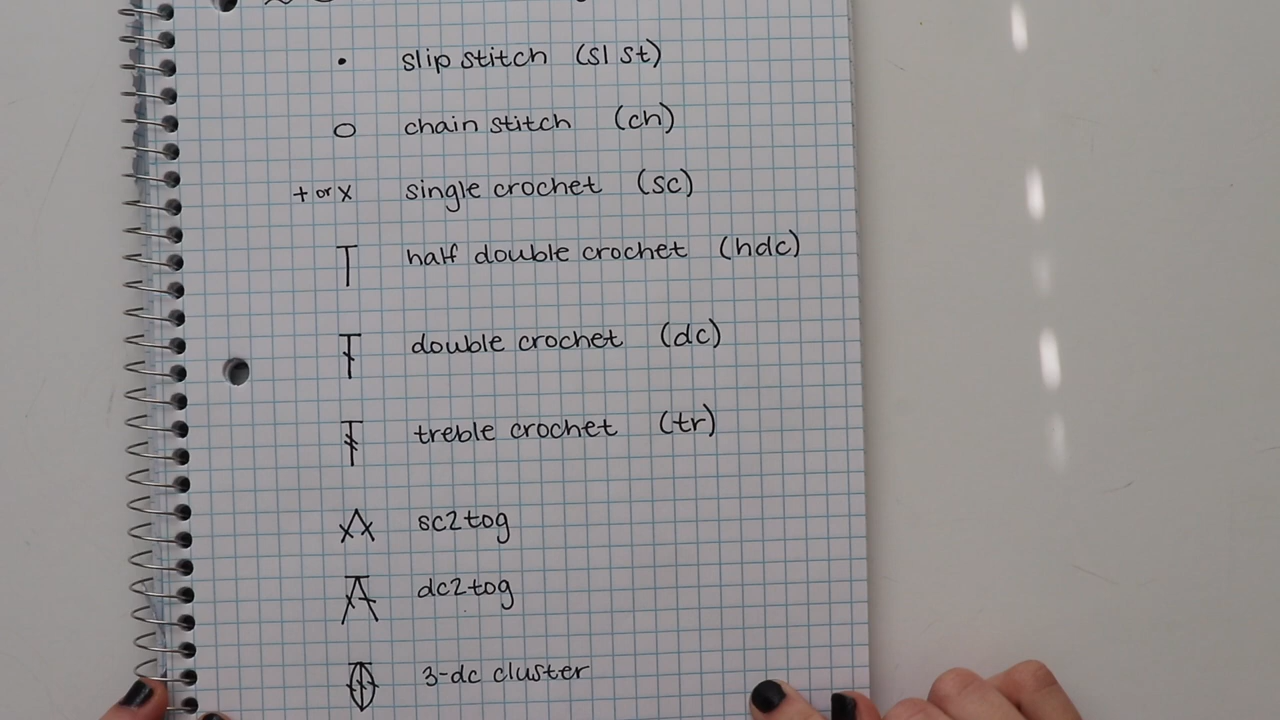 slip stitch (sl st)
chain stitch (ch)
+ or x single crochet (sc)
half double crochet (hdc)
double crochet (dc)
treble crochet (tr)
sc2tog
dc2tog
3-dc cluster